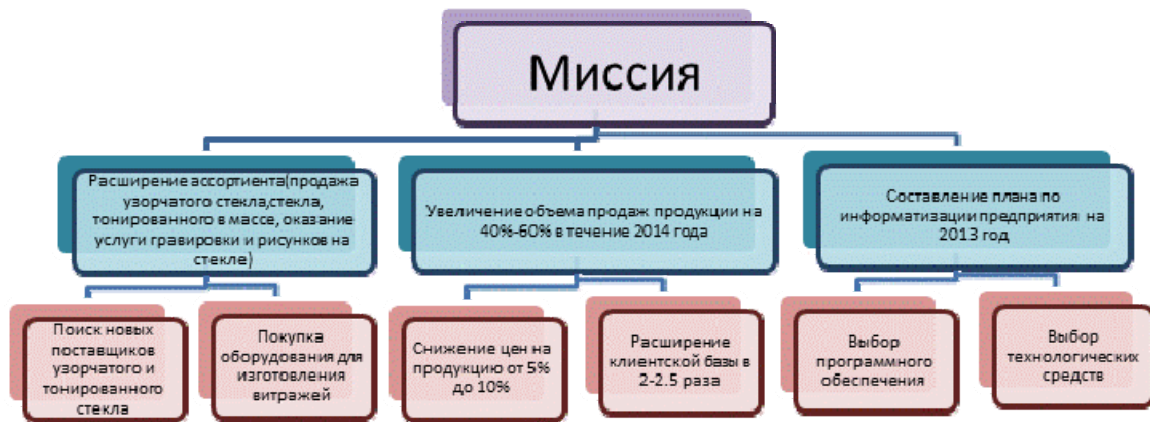 Миссия
Расширение ассортиента(продажа
узорчатого стекла,стекла,
тонированного в массе, оказание
услуги гравировки и рисунков на
стекле)
Увеличение объема продаж продукции на
40%-60% в течение 2014 года
Составление плана по
информатизации предприятия на
2013 год
Поиск новых
поставщиков
узорчатого и
тонированного
стекла
Покупка
оборудования для
изготовления
витражей
Снижение цен на
продукцию от 5%
до 10%
Расширение
клиентской базы в
2-2.5 раза
Выбор
программного
обеспечения
Выбор
технологических
средств